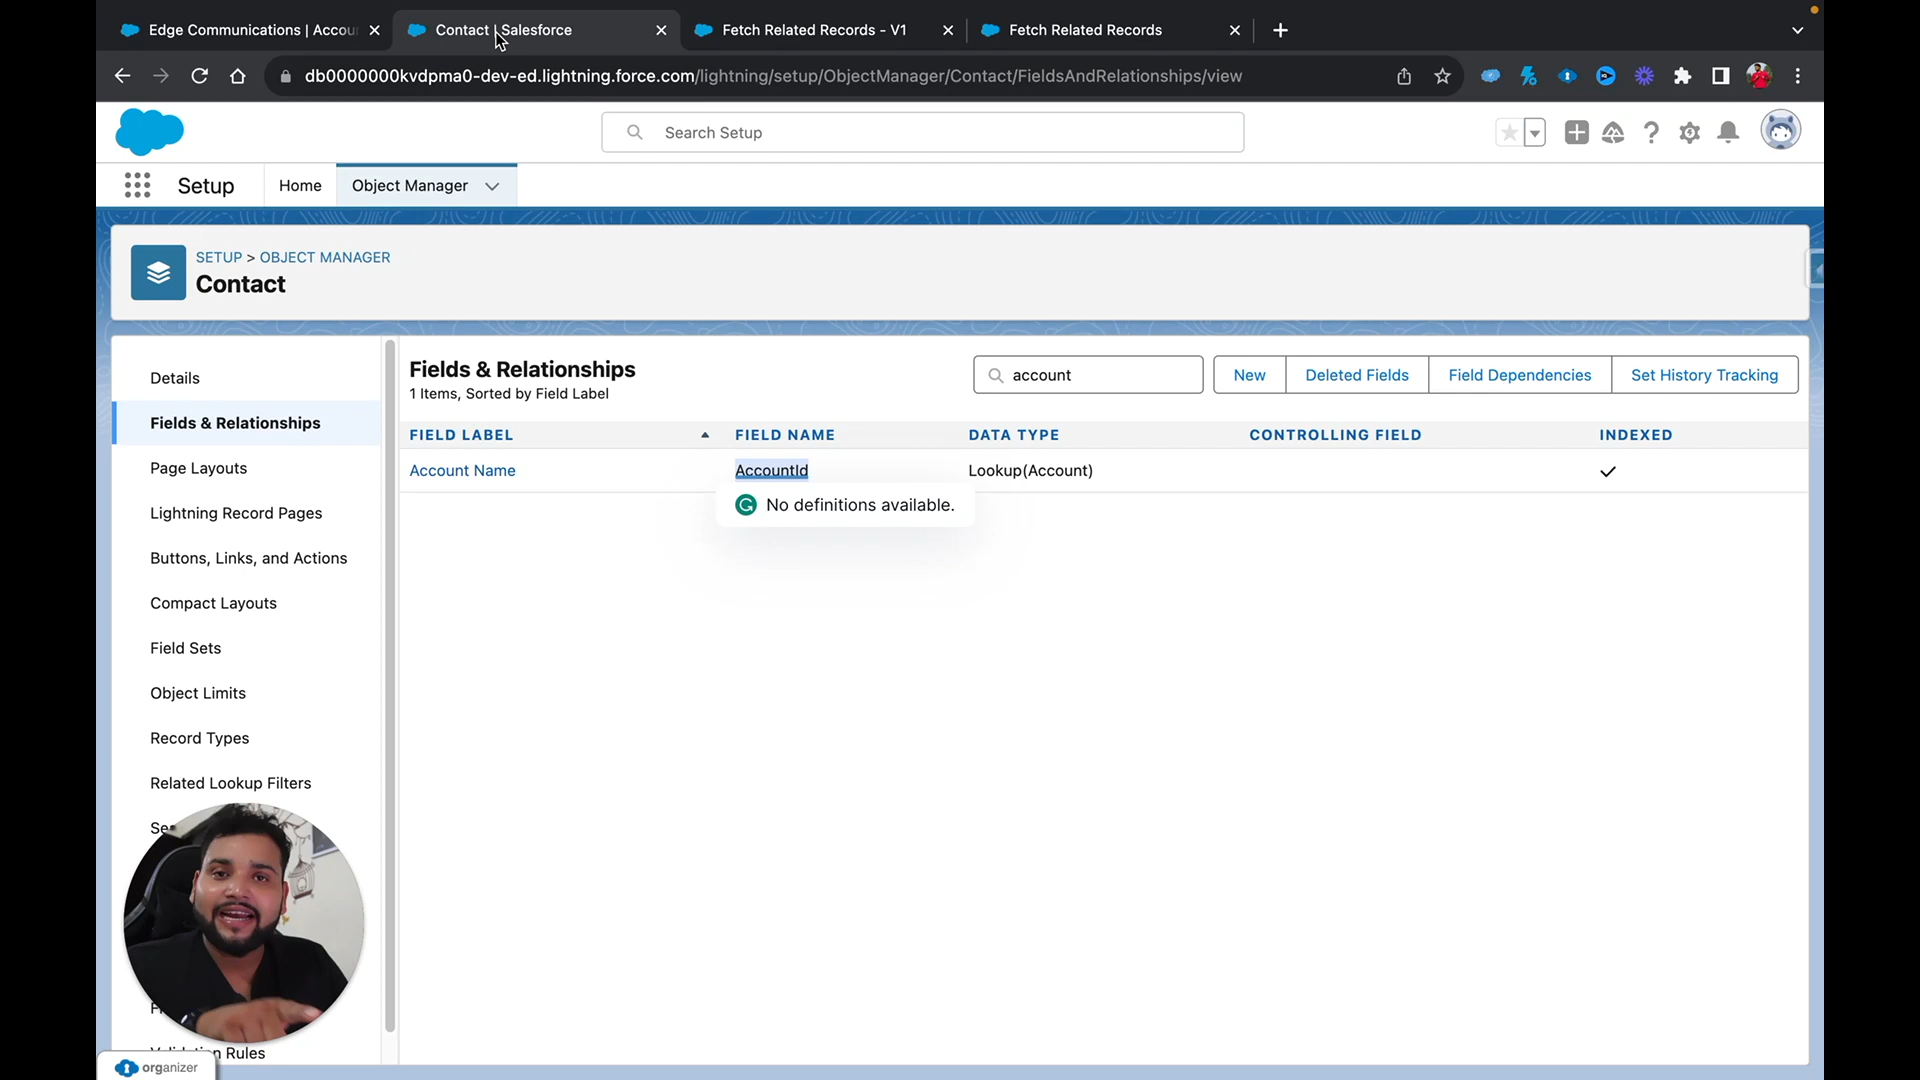 Edge Communications | Accou
Contact | Salesforce
Fetch Related Records - V1
Fetch Related Records
db0000000kvdpma0-dev-ed.lightning.force.com/lightning/setup/ObjectManager/Contact/FieldsAndRelationships/view
Search Setup
Setup
Home
Object Manager
SETUP > OBJECT MANAGER
Contact
Details
Fields & Relationships
Page Layouts
Lightning Record Pages
Buttons, Links, and Actions
Compact Layouts
Field Sets
Object Limits
Record Types
Related Lookup Filters
Rules
organizer
Fields & Relationships
1 Items, Sorted by Field Label
account
New
Deleted Fields
Field Dependencies
Set History Tracking
FIELD LABEL
FIELD NAME
DATA TYPE
CONTROLLING FIELD
INDEXED
Account Name
AccountId
Lookup(Account)
No definitions available.